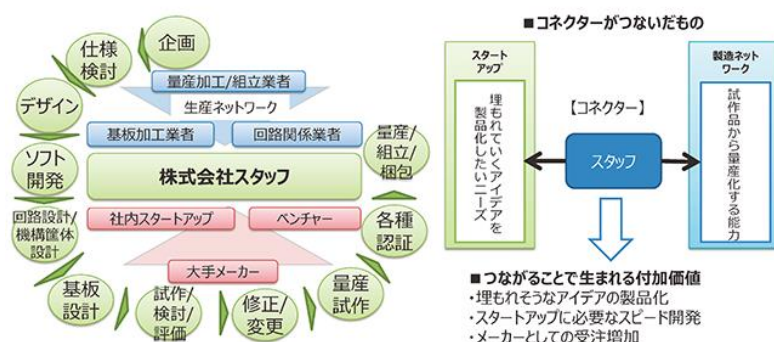 企画
仕様
検討
デザイン
ソフト
開発
回路設計/
機構筐体
設計
基板
設計
試作/
検討/
評価
修正/
変更
量産
試作
各種
認証
量産/
組立/
梱包
量産加工/組立業者
生産ネットワーク
基板加工業者
回路関係業者
株式会社スタッフ
社内スタートアップ
ベンチャー
大手メーカー
■コネクターがつないだもの
スタート
アップ
埋もれていくアイデアを
製品化したいニーズ
【コネクター】
スタッフ
製造ネット
ワーク
試作品から量産化する能力
■つながることで生まれる付加価値
・埋もれそうなアイデアの製品化
・スタートアップに必要なスピード開発
・メーカーとしての受注増加